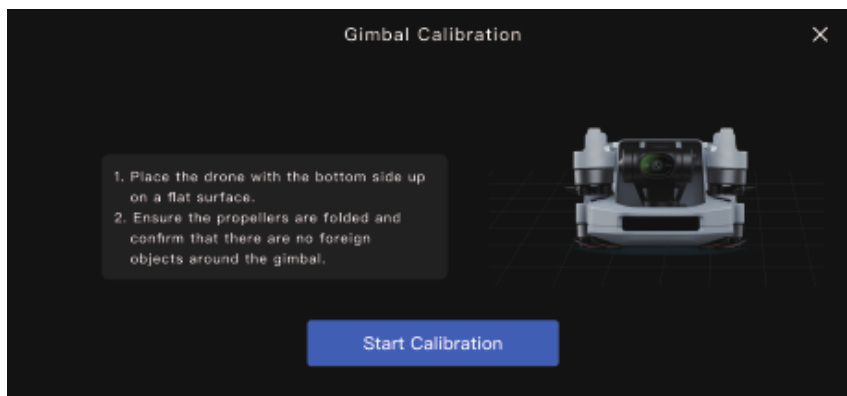 Gimbal Calibration
1. Place the drone with the bottom side up
on a flat surface.
2. Ensure the propellers are folded and
confirm that there are no foreign
objects around the gimbal.
Start Calibration